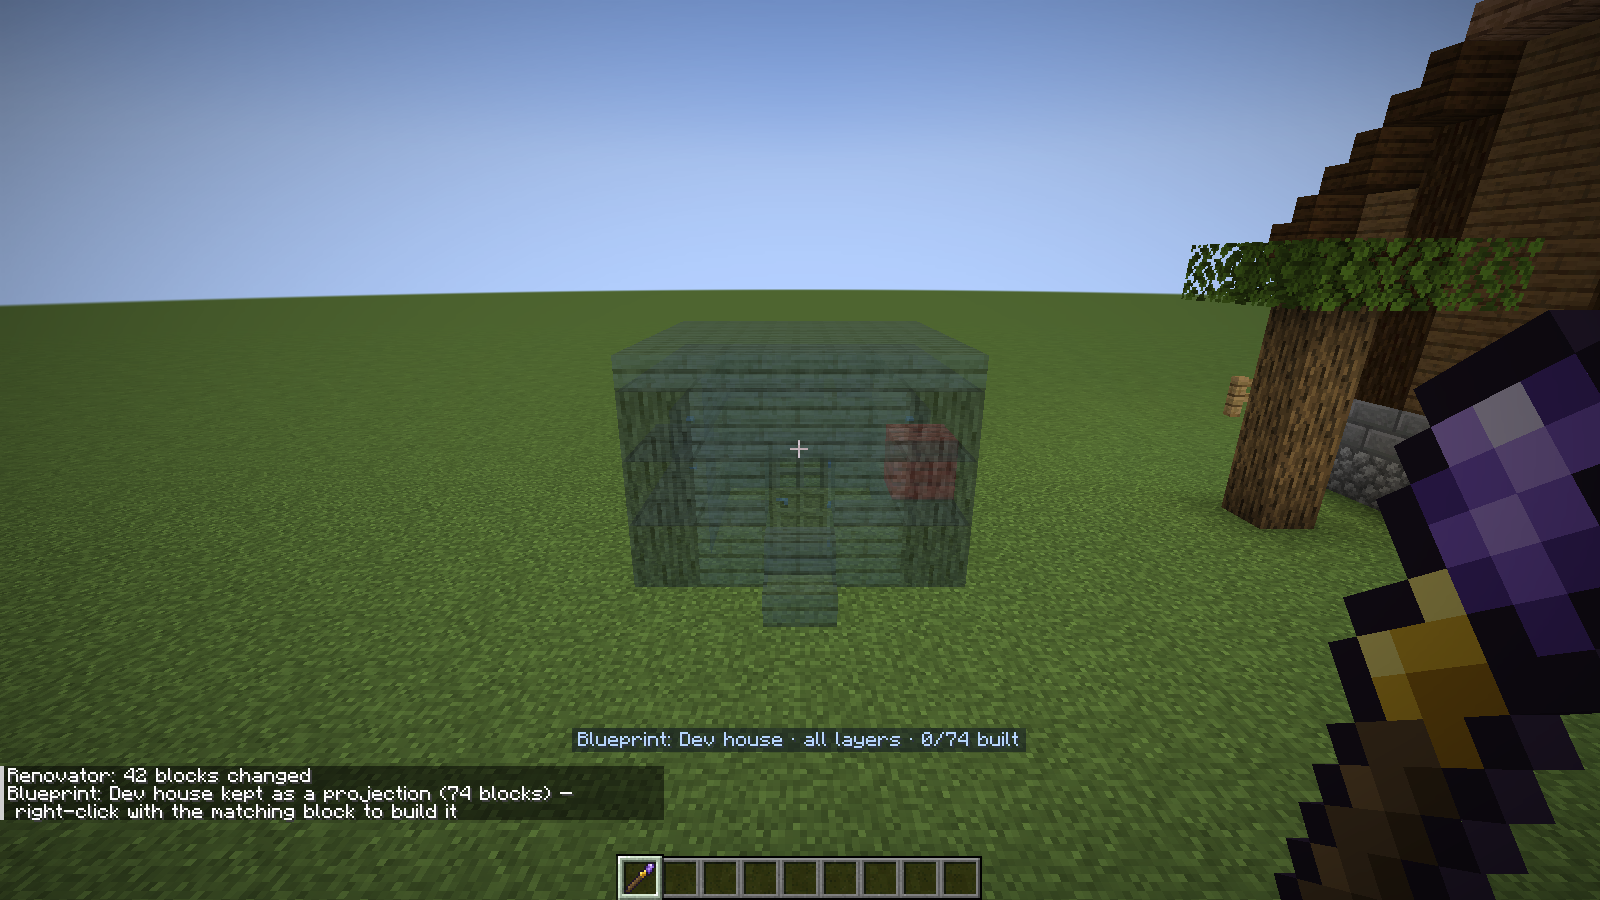 Blueprint: Dev house · all layers · 0/74 built
Renovator: 42 blocks changed
Blueprint: Dev house kept as a projection (74 blocks) –
right-click with the matching block to build it